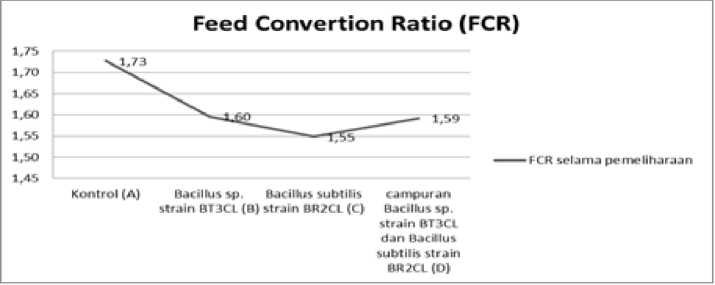 Feed Convertion Ratio (FCR)
1,75
1,70
1,65
1,60
1,55
1,50
1,45
1,73
1,60
1,55
1,59
Kontrol (A)
Bacillus sp.
strain BT3CL (B)
Bacillus subtilis
strain BR2CL (C)
campuran
Bacillus sp.
strain BT3CL
dan Bacillus
subtilis strain
BR2CL (D)
FCR selama pemeliharaan